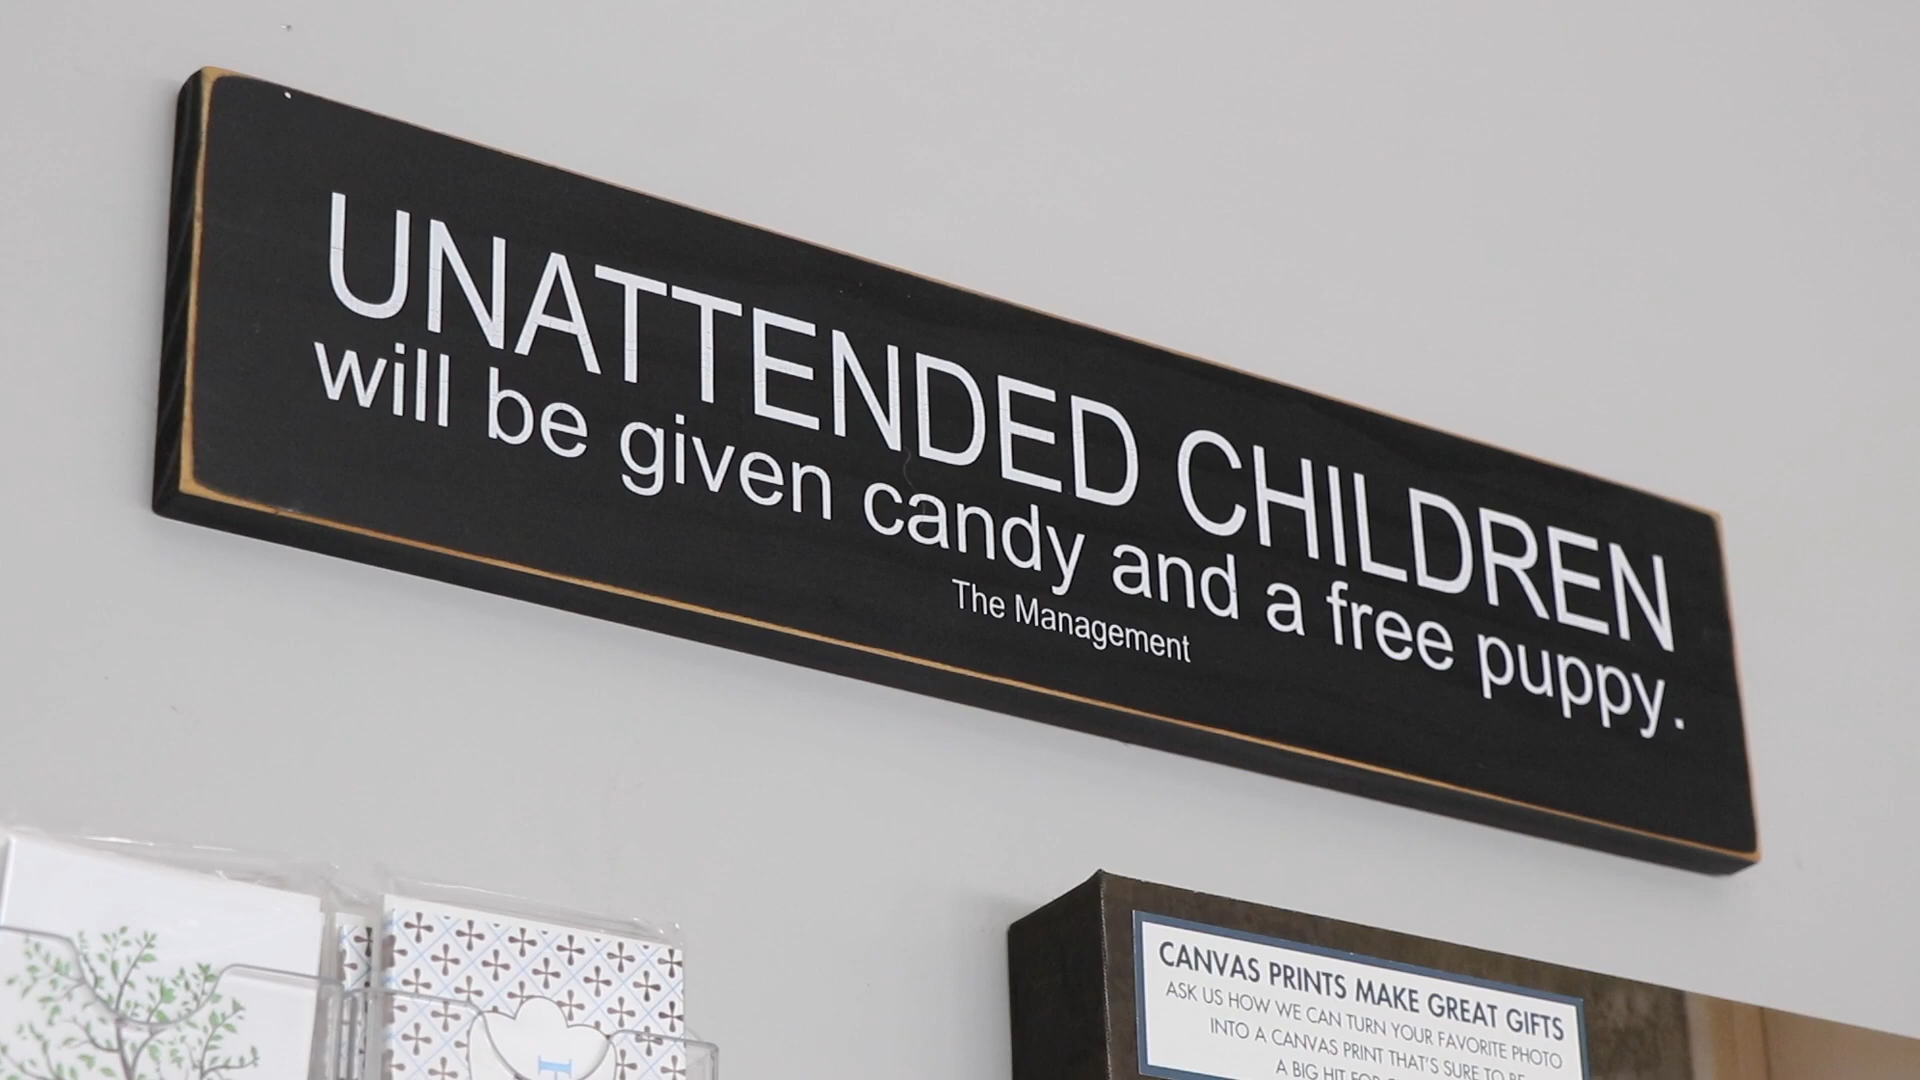 UNATTENDED CHILDREN
will be given candy and a free puppy.
The Management
CANVAS PRINTS MAKE GREAT GIFTS
ASK US HOW WE CAN TURN YOUR FAVORITE PHOTO
INTO A CANVAS PRINT THAT'S SURE TO BE
A BIG HIT FOR